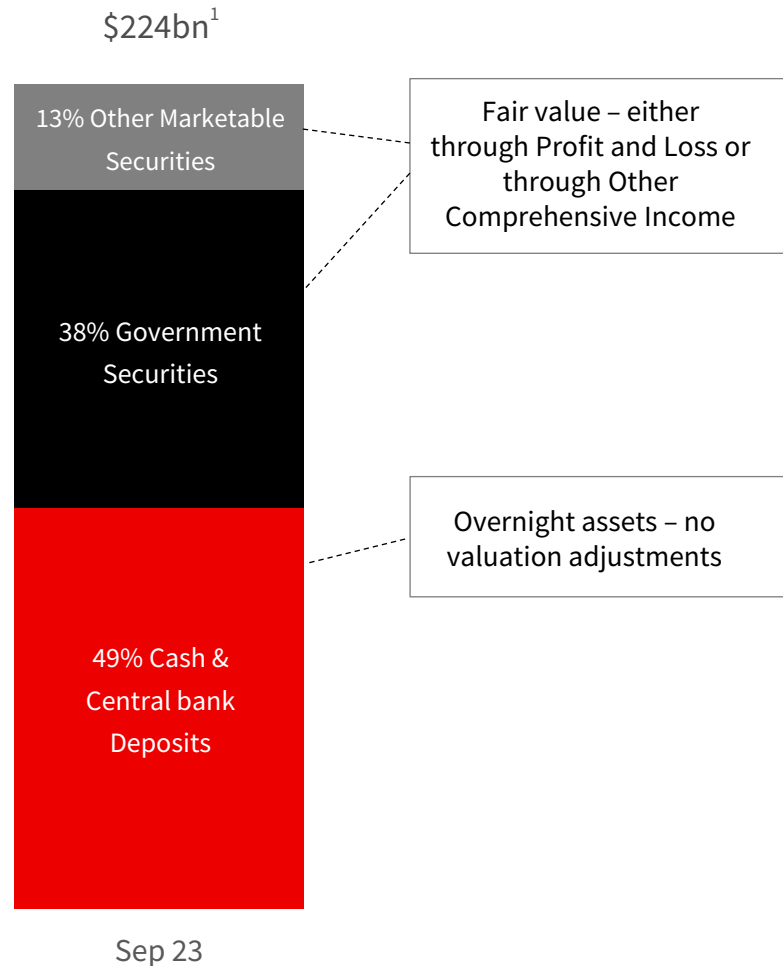 $224bn1
13% Other Marketable
Securities
Fair value – either
through Profit and Loss or
through Other
Comprehensive Income
38% Government
Securities
Overnight assets – no
valuation adjustments
49% Cash &
Central bank
Deposits
Sep 23